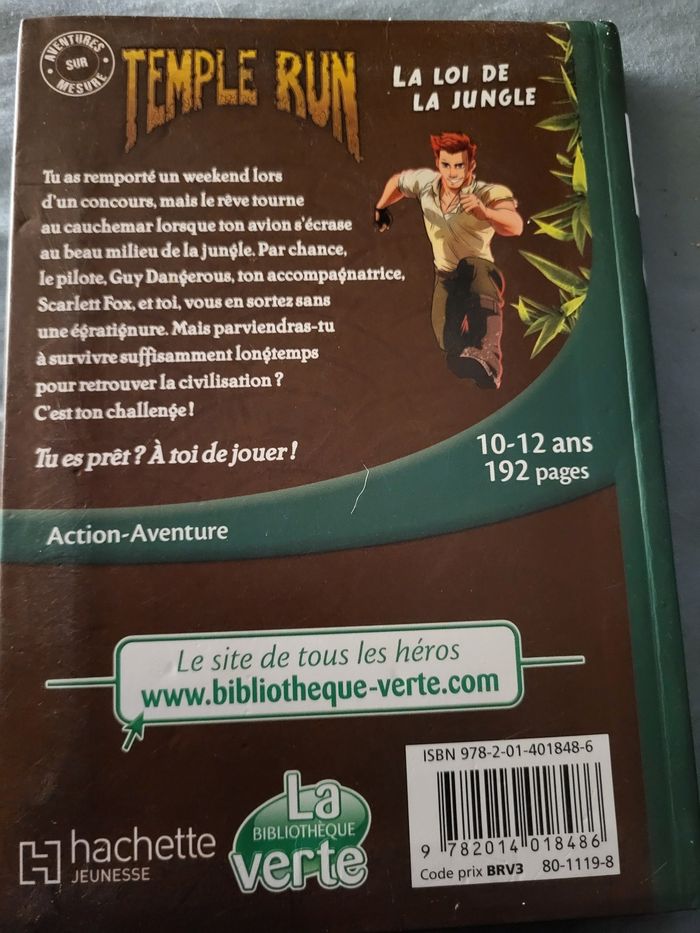 AVENTURES
SUR
MESURE
TEMPLE RUN
LA LOI DE
LA JUNGLE
Tu as remporté un weekend lors
d'un concours, mais le rêve tourne
au cauchemar lorsque ton avion s'écrase
au beau milieu de la jungle. Par chance,
le pilote, Guy Dangerous, ton accompagnatrice,
Scarlett Fox, et toi, vous en sortez sans
une égratignure. Mais parviendras-tu
à survivre suffisamment longtemps
pour retrouver la civilisation ?
C'est ton challenge !
Tu es prêt ? À toi de jouer !
10-12 ans
192 pages
Action-Aventure
Le site de tous les héros
www.bibliotheque-verte.com
ISBN 978-2-01-401848-6
9 782014 018486
Code prix BRV3 80-1119-8
hachette
JEUNESSE
La
BIBLIOTHÈQUE
verte